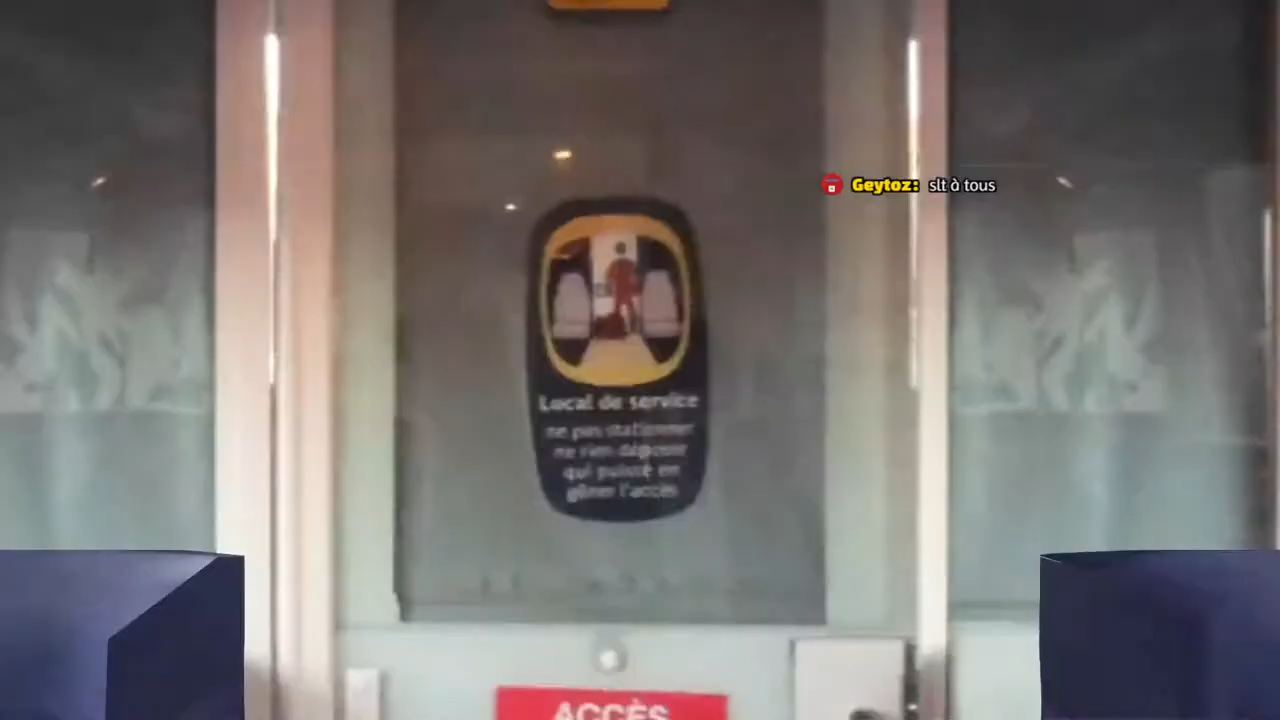 Geytoz: slt à tous
Local de service
ne pas stationner
ne rien déposer
qui puisse en
gêner l'accès
ACCÈS